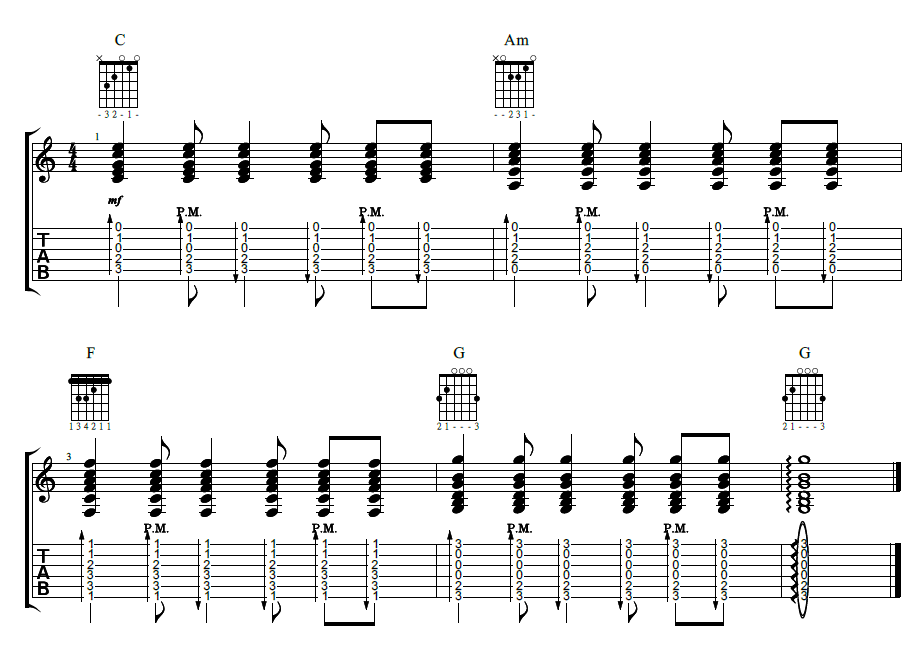 C Am
- 3 2 - 1 - - - 2 3 1 -
1
4
4
mf
P.M. P.M. P.M. P.M.
T 0 0 0 0 0 0 0 0 0 0 0 0
1 1 1 1 1 1 1 1 1 1 1 1
A 0 0 0 0 0 0 2 2 2 2 2 2
2 2 2 2 2 2 2 2 2 2 2 2
B 3 3 3 3 3 3 0 0 0 0 0 0
F G G
1 3 4 2 1 1 2 1 - - - 3 2 1 - - - 3
3
P.M. P.M. P.M. P.M.
1 1 1 1 1 1 3 3 3 3 3 3 3
T 1 1 1 1 1 1 0 0 0 0 0 0 0
2 2 2 2 2 2 0 0 0 0 0 0 0
A 3 3 3 3 3 3 0 0 0 0 0 0 0
B 3 3 3 3 3 3 2 2 2 2 2 2 2
1 1 1 1 1 1 3 3 3 3 3 3 3